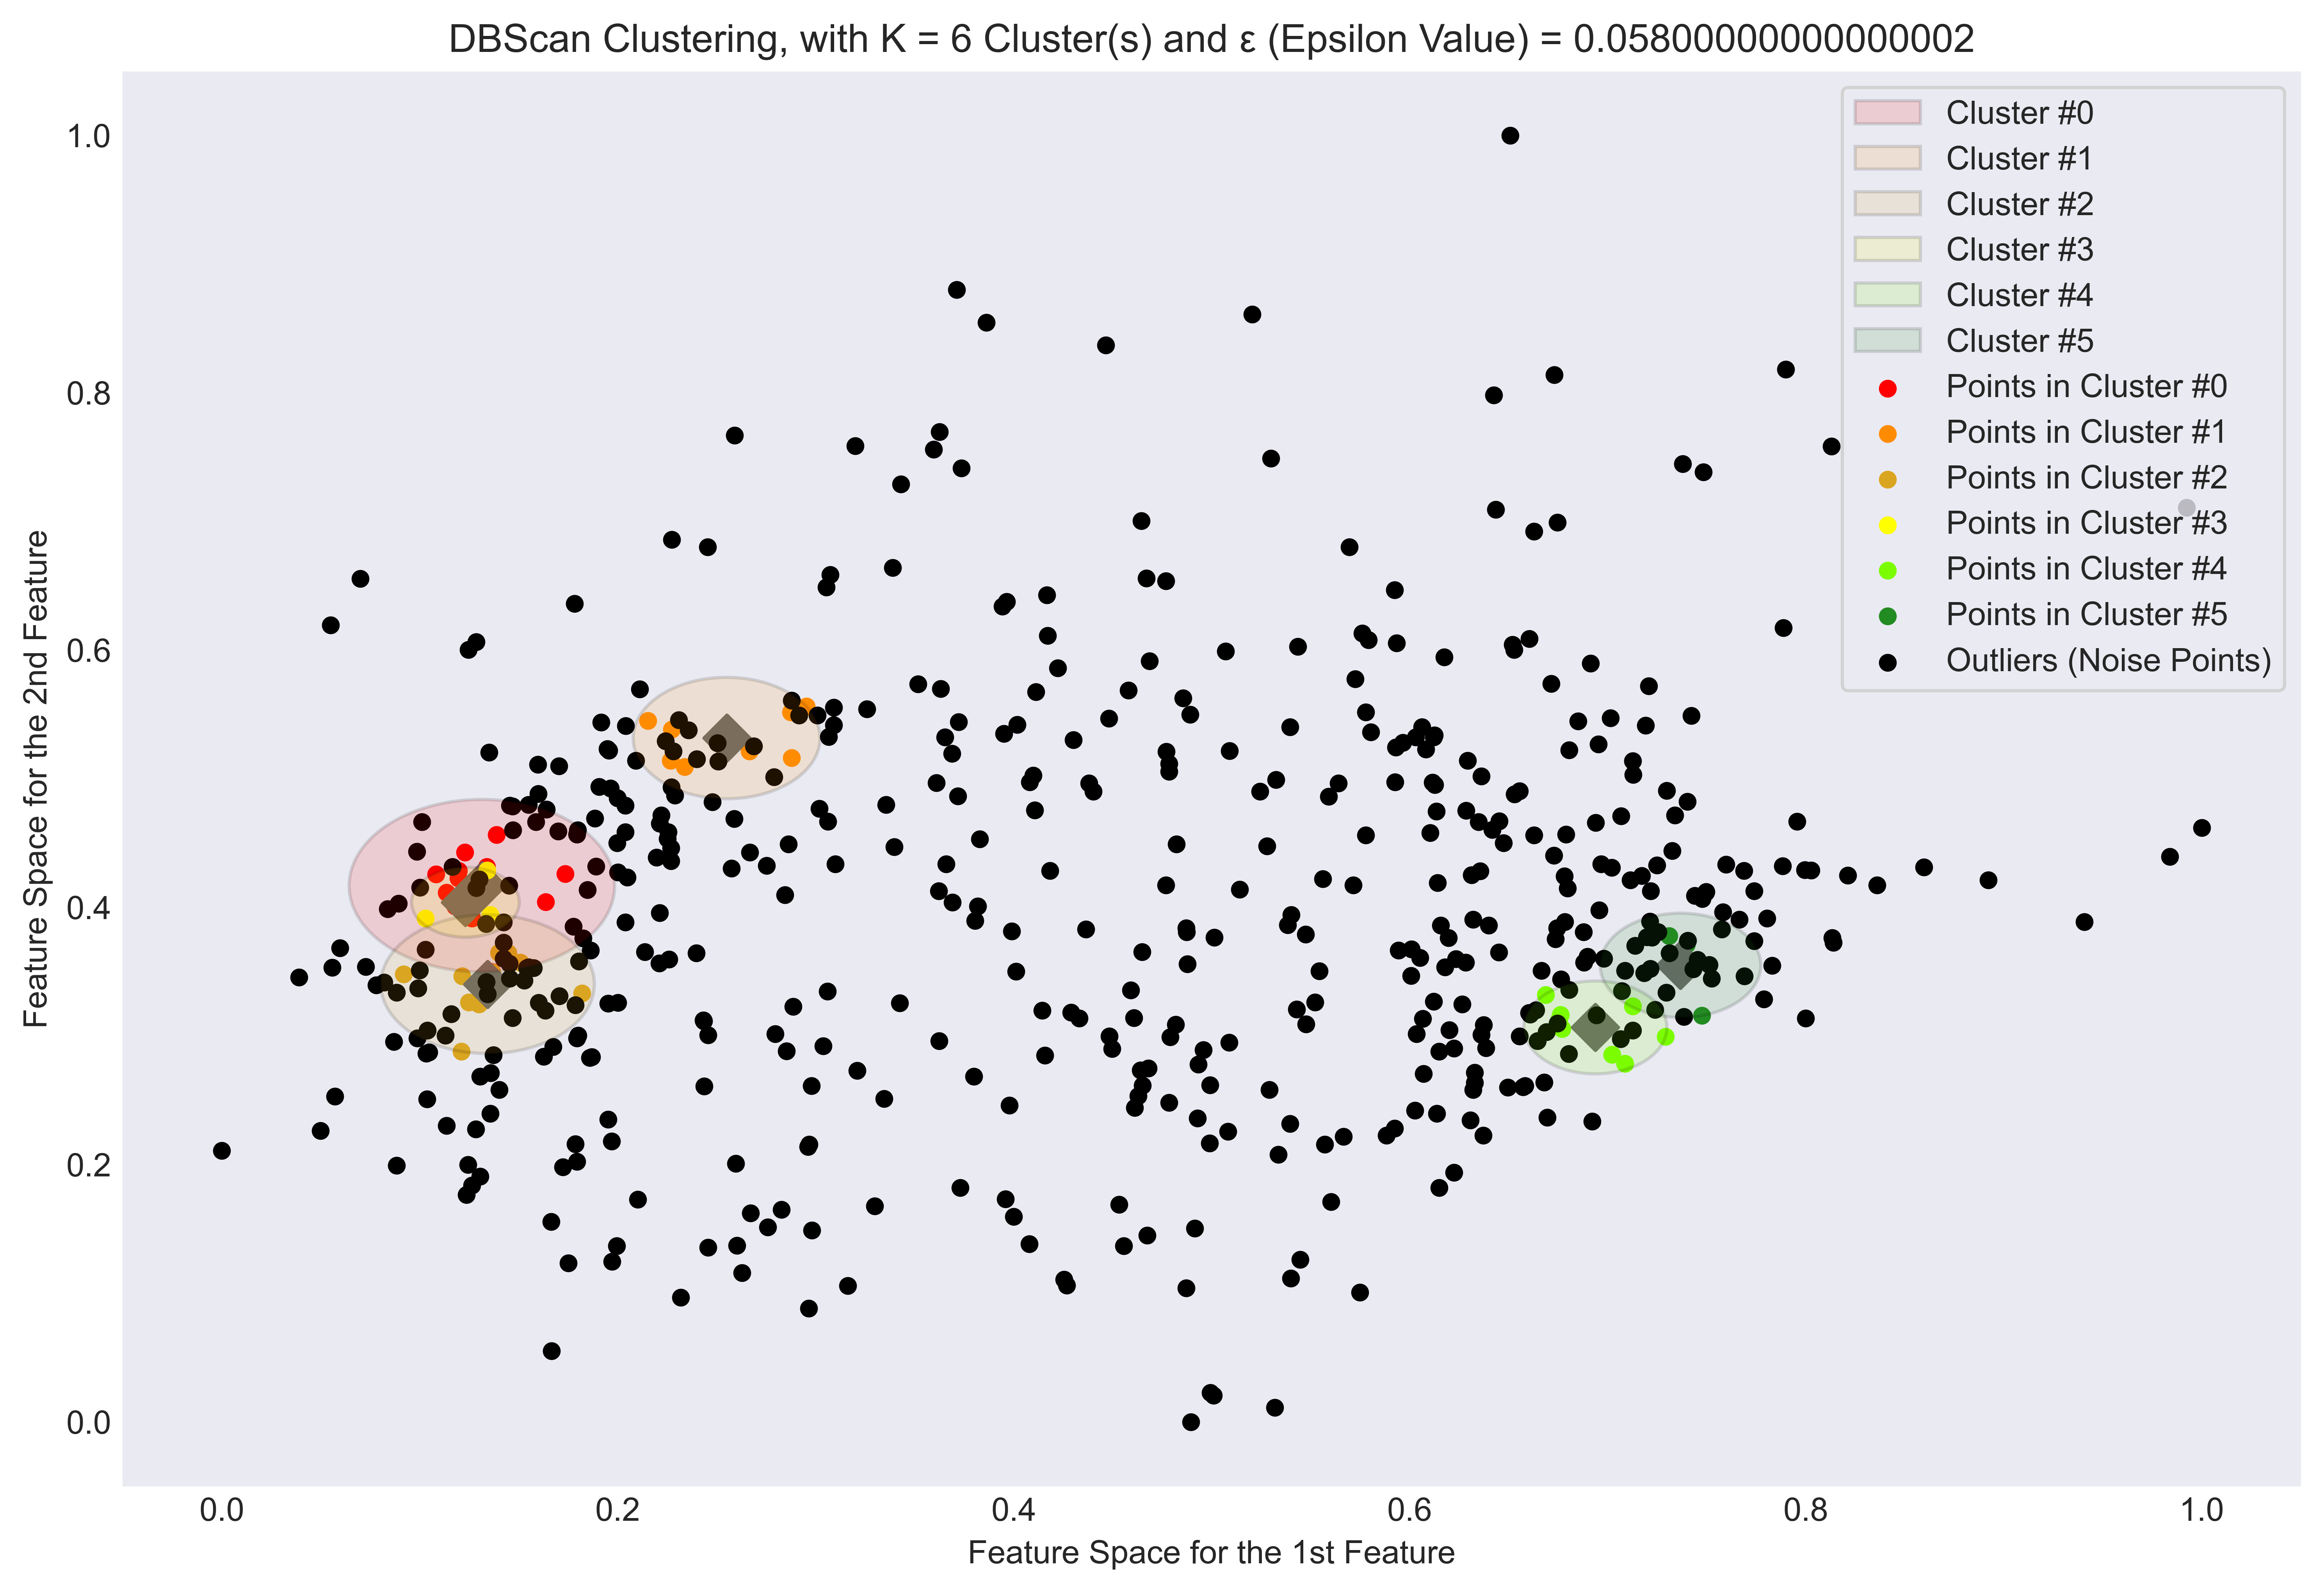 DBScan Clustering, with K = 6 Cluster(s) and ε (Epsilon Value) = 0.05800000000000002
Cluster #0
Cluster #1
Cluster #2
Cluster #3
Cluster #4
Cluster #5
Points in Cluster #0
Points in Cluster #1
Points in Cluster #2
Points in Cluster #3
Points in Cluster #4
Points in Cluster #5
Outliers (Noise Points)
1.0
0.8
0.6
0.4
0.2
0.0
Feature Space for the 2nd Feature
0.0 0.2 0.4 0.6 0.8 1.0
Feature Space for the 1st Feature